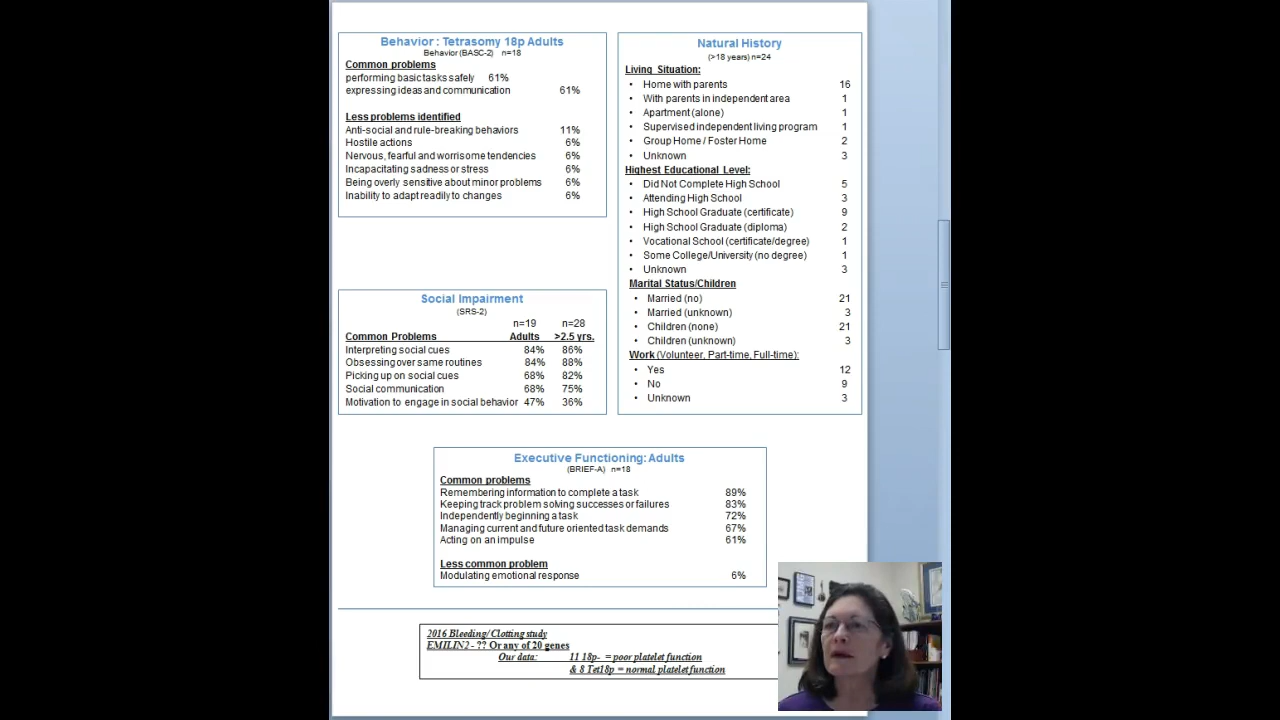 Behavior : Tetrasomy 18p Adults
Behavior (BASC-2) n=18
Common problems
performing basic tasks safely 61%
expressing ideas and communication 61%
Less problems identified
Anti-social and rule-breaking behaviors 11%
Hostile actions 6%
Nervous, fearful and worrisome tendencies 6%
Incapacitating sadness or stress 6%
Being overly sensitive about minor problems 6%
Inability to adapt readily to changes 6%
Social Impairment
(SRS-2)
n=19 n=28
Common Problems Adults >2.5 yrs.
Interpreting social cues 84% 86%
Obsessing over same routines 84% 88%
Picking up on social cues 68% 82%
Social communication 68% 75%
Motivation to engage in social behavior 47% 36%
Natural History
(>18 years) n=24
Living Situation:
• Home with parents 16
• With parents in independent area 1
• Apartment (alone) 1
• Supervised independent living program 1
• Group Home / Foster Home 2
• Unknown 3
Highest Educational Level:
• Did Not Complete High School 5
• Attending High School 3
• High School Graduate (certificate) 9
• High School Graduate (diploma) 2
• Vocational School (certificate/degree) 1
• Some College/University (no degree) 1
• Unknown 3
Marital Status/Children
• Married (no) 21
• Married (unknown) 3
• Children (none) 21
• Children (unknown) 3
Work (Volunteer, Part-time, Full-time):
• Yes 12
• No 9
• Unknown 3
Executive Functioning: Adults
(BRIEF-A) n=18
Common problems
Remembering information to complete a task 89%
Keeping track problem solving successes or failures 83%
Independently beginning a task 72%
Managing current and future oriented task demands 67%
Acting on an impulse 61%
Less common problem
Modulating emotional response 6%
2016 Bleeding/Clotting study
EMILIN2 - ?? Or any of 20 genes
Our data: 11 18p- = poor platelet function
& 8 Tet18p = normal platelet function